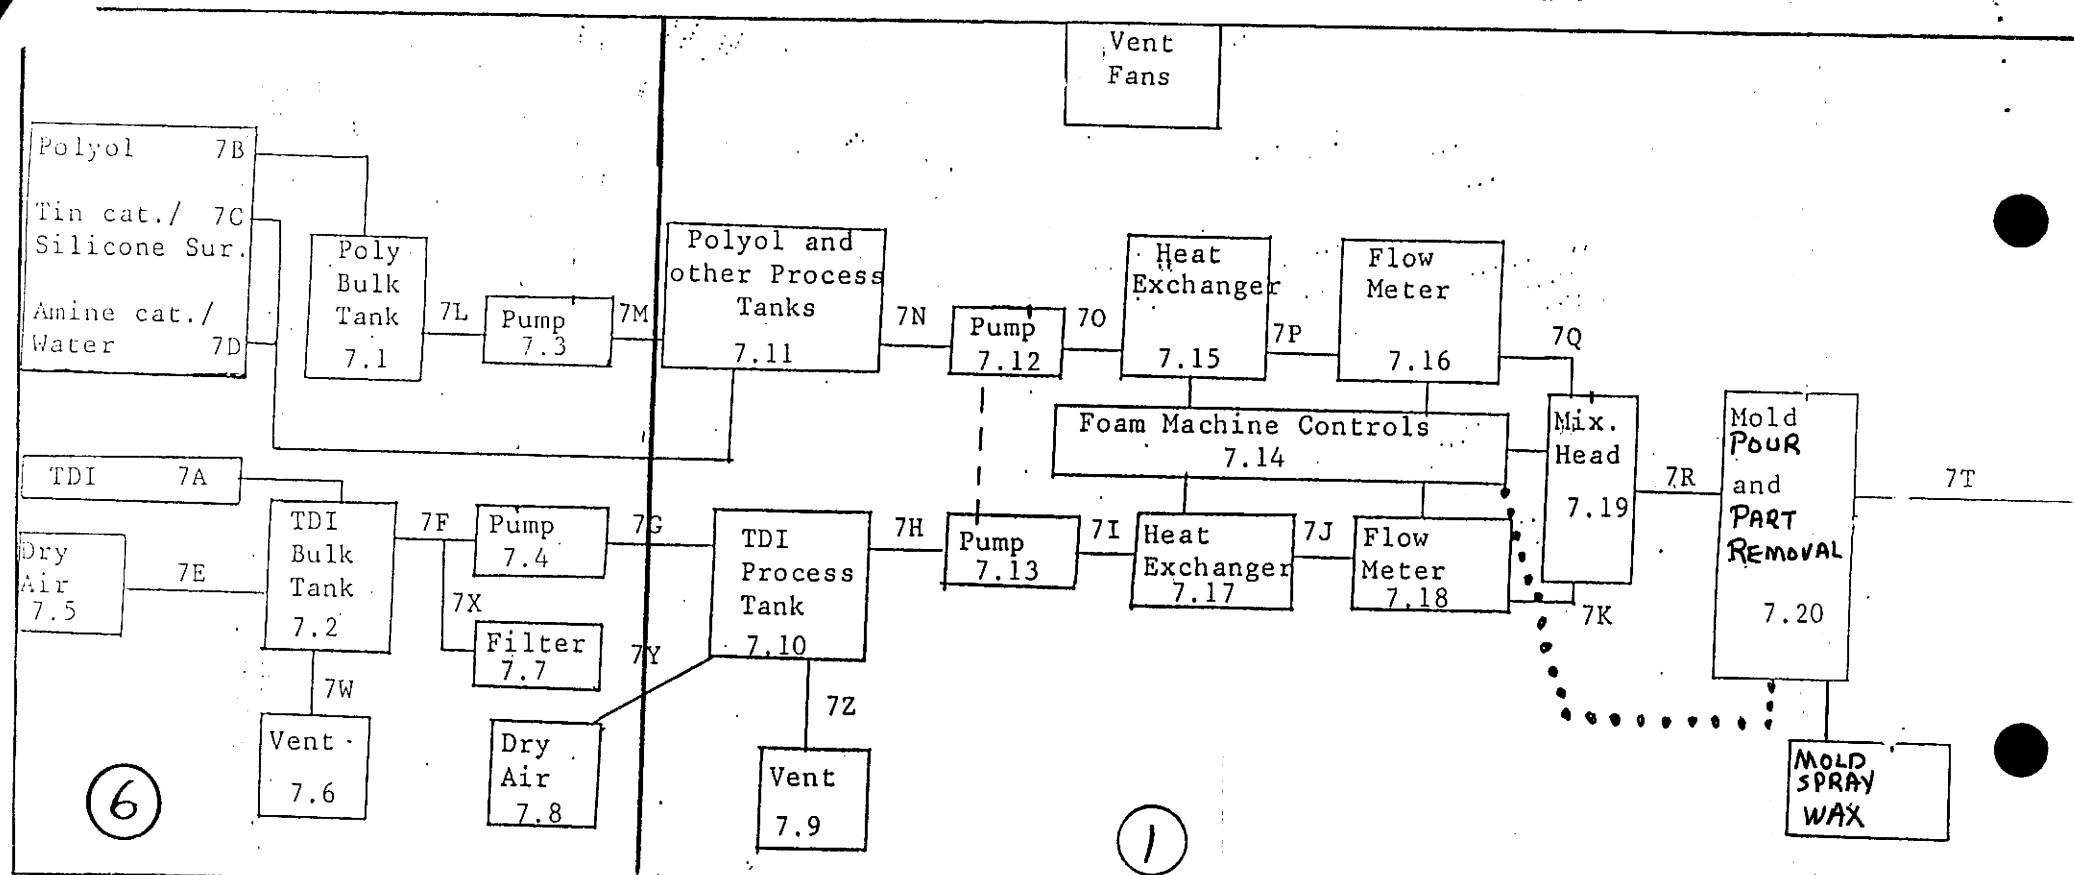 Vent
Fans
Polyol 7B
Tin cat./ 7C
Silicone Sur.
Amine cat./
Water 7D
Poly
Bulk
Tank
7.1
7L
Pump
7.3
7M
Polyol and
other Process
Tanks
7.11
7N
Pump
7.12
7O
Heat
Exchanger
7.15
7P
Flow
Meter
7.16
7Q
Foam Machine Controls
7.14
Mix.
Head
7.19
7R
Mold
POUR
and
PART
REMOVAL
7.20
7T
TDI 7A
Dry
Air
7.5
7E
TDI
Bulk
Tank
7.2
7F
Pump
7.4
7G
7X
Filter
7.7
7Y
TDI
Process
Tank
7.10
7H
Pump
7.13
7I
Heat
Exchanger
7.17
7J
Flow
Meter
7.18
7K
7W
Vent
7.6
Dry
Air
7.8
7Z
Vent
7.9
MOLD
SPRAY
WAX
6
1